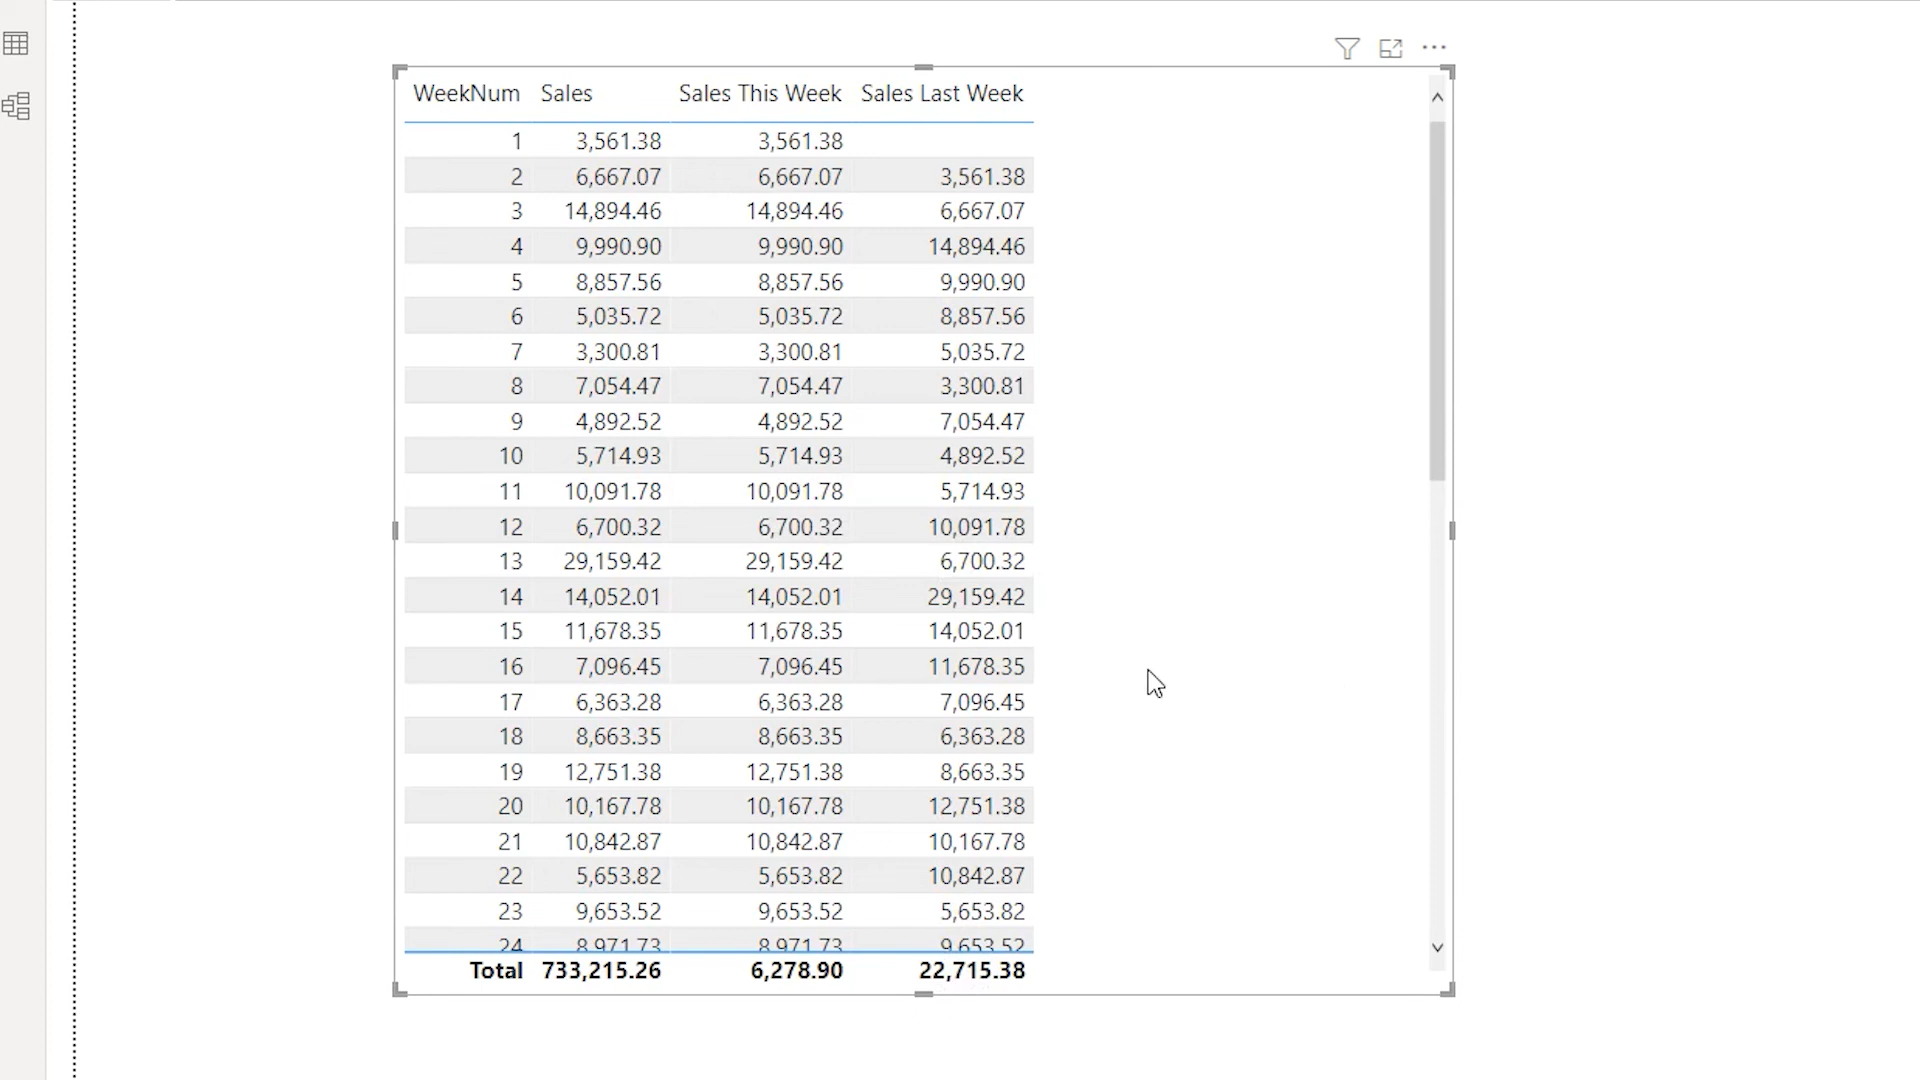 WeekNum Sales Sales This Week Sales Last Week
1 3,561.38 3,561.38
2 6,667.07 6,667.07 3,561.38
3 14,894.46 14,894.46 6,667.07
4 9,990.90 9,990.90 14,894.46
5 8,857.56 8,857.56 9,990.90
6 5,035.72 5,035.72 8,857.56
7 3,300.81 3,300.81 5,035.72
8 7,054.47 7,054.47 3,300.81
9 4,892.52 4,892.52 7,054.47
10 5,714.93 5,714.93 4,892.52
11 10,091.78 10,091.78 5,714.93
12 6,700.32 6,700.32 10,091.78
13 29,159.42 29,159.42 6,700.32
14 14,052.01 14,052.01 29,159.42
15 11,678.35 11,678.35 14,052.01
16 7,096.45 7,096.45 11,678.35
17 6,363.28 6,363.28 7,096.45
18 8,663.35 8,663.35 6,363.28
19 12,751.38 12,751.38 8,663.35
20 10,167.78 10,167.78 12,751.38
21 10,842.87 10,842.87 10,167.78
22 5,653.82 5,653.82 10,842.87
23 9,653.52 9,653.52 5,653.82
24 8,971.73 8,971.73 9,653.52
Total 733,215.26 6,278.90 22,715.38